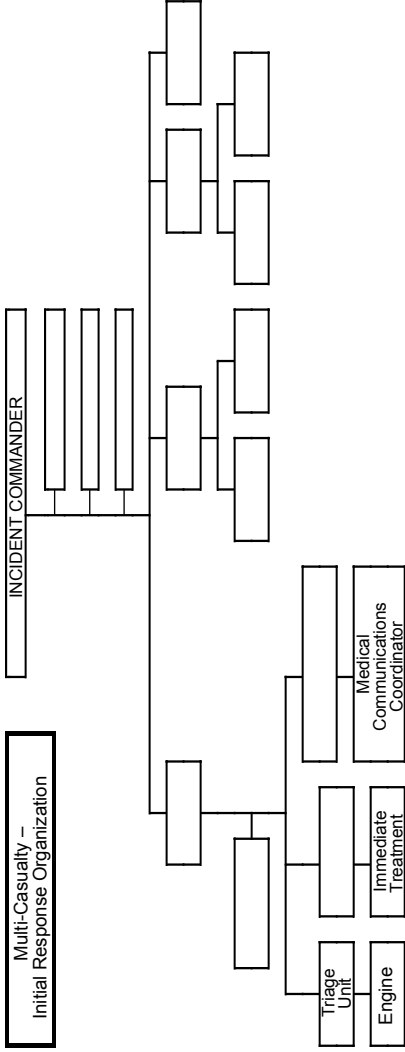 Multi-Casualty –
Initial Response Organization
INCIDENT COMMANDER
Triage
Unit
Engine
Immediate
Treatment
Medical
Communications
Coordinator